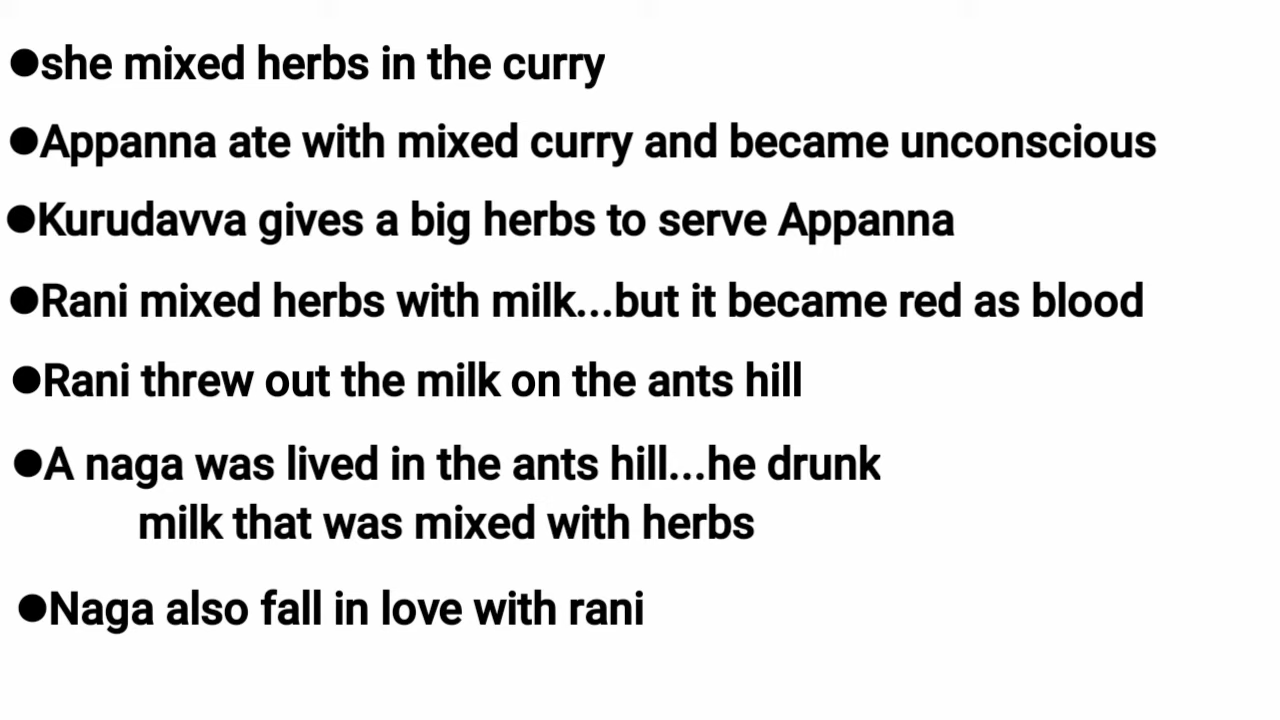 ●she mixed herbs in the curry
●Appanna ate with mixed curry and became unconscious
●Kurudavva gives a big herbs to serve Appanna
●Rani mixed herbs with milk...but it became red as blood
●Rani threw out the milk on the ants hill
●A naga was lived in the ants hill...he drunk
milk that was mixed with herbs
●Naga also fall in love with rani